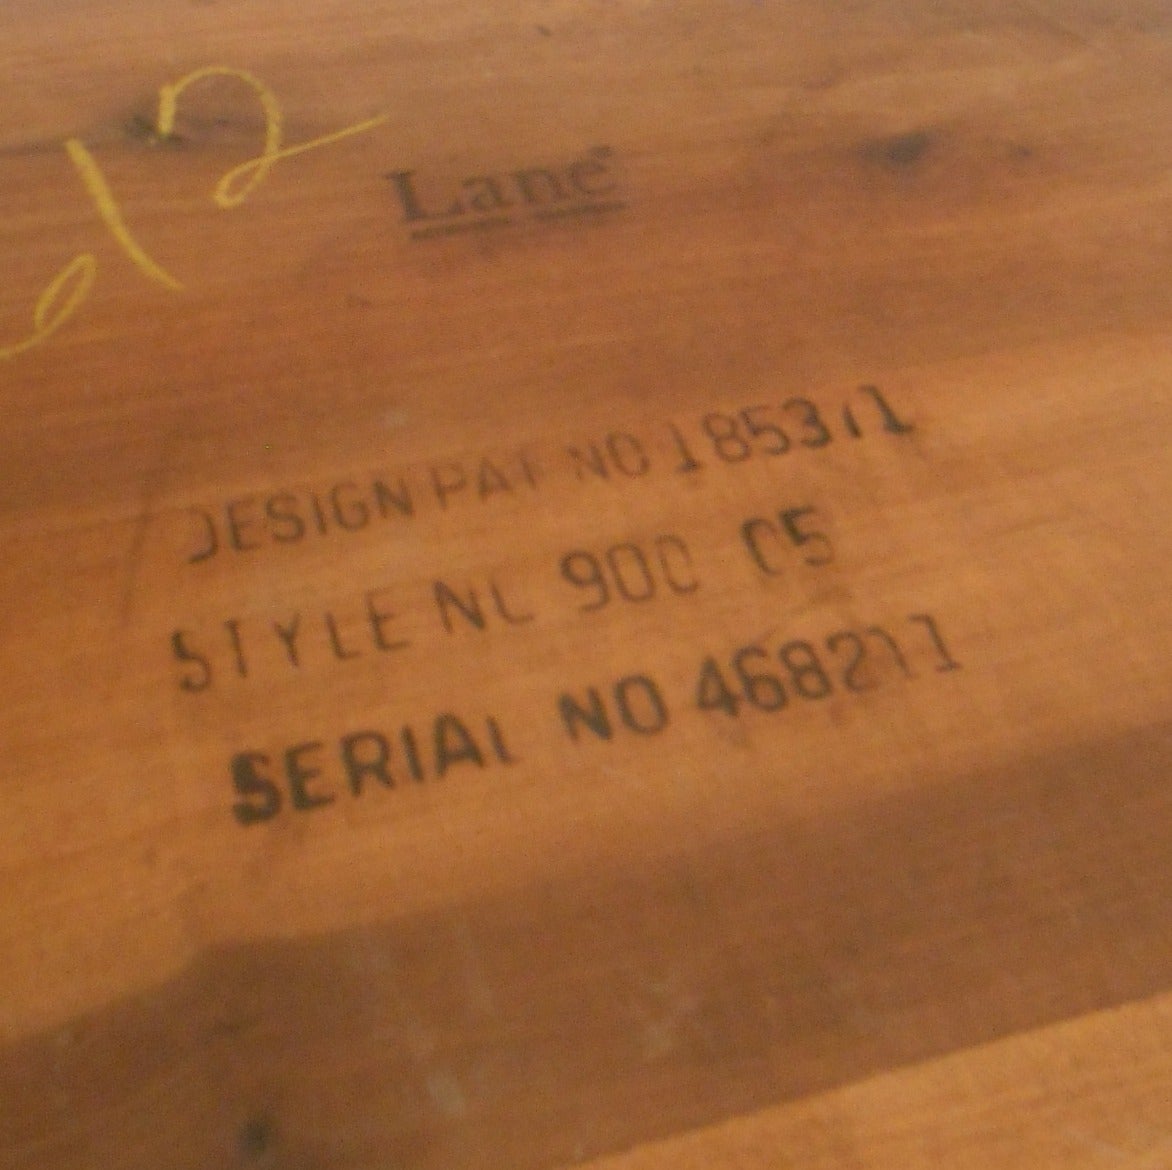 Lane®
DESIGN PAT NO 185371
STYLE NO 900 05
SERIAL NO 468211